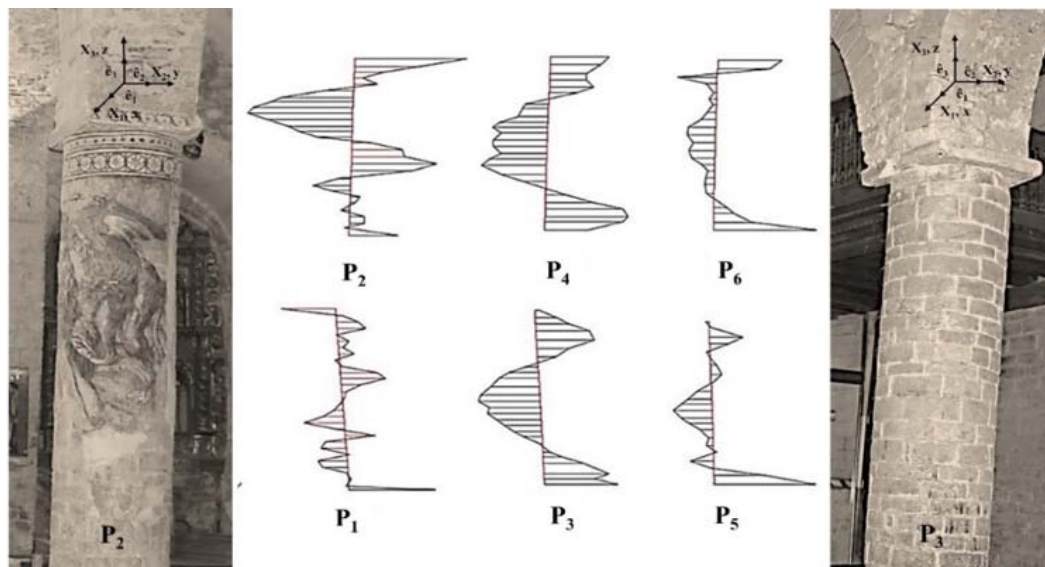 X₃, z
ê₃
ê₂ X₂, y
ê₁
X₁, x
P₂
P₂
P₄
P₆
P₁
P₃
P₅
X₃, z
ê₃
ê₂ X₂, y
ê₁
X₁, x
P₃